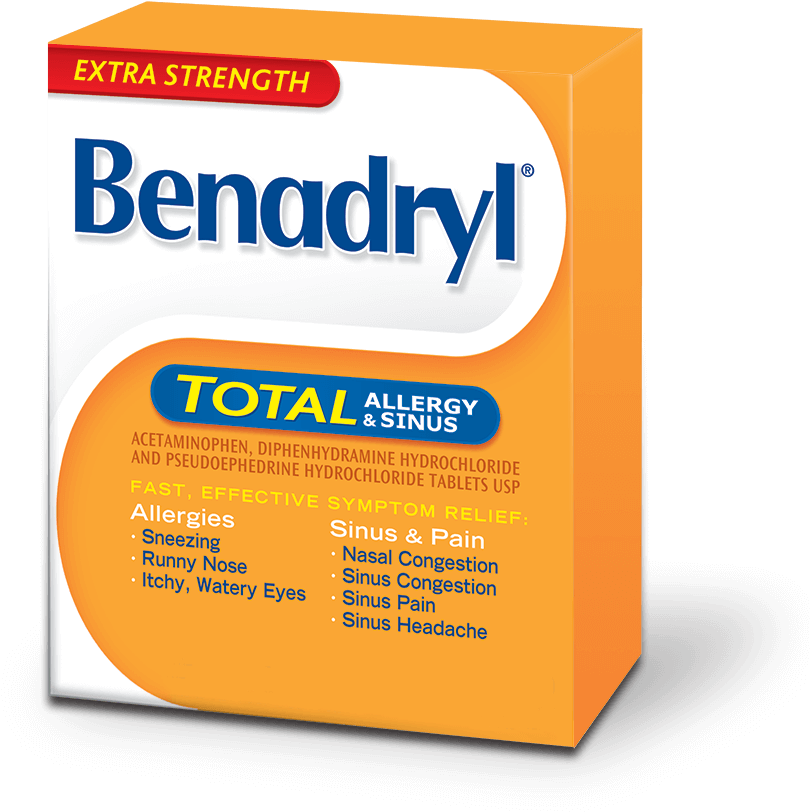 EXTRA STRENGTH
Benadryl®
TOTAL ALLERGY
& SINUS
ACETAMINOPHEN, DIPHENHYDRAMINE HYDROCHLORIDE
AND PSEUDOEPHEDRINE HYDROCHLORIDE TABLETS USP
FAST, EFFECTIVE SYMPTOM RELIEF:
Allergies
· Sneezing
· Runny Nose
· Itchy, Watery Eyes
Sinus & Pain
· Nasal Congestion
· Sinus Congestion
· Sinus Pain
· Sinus Headache